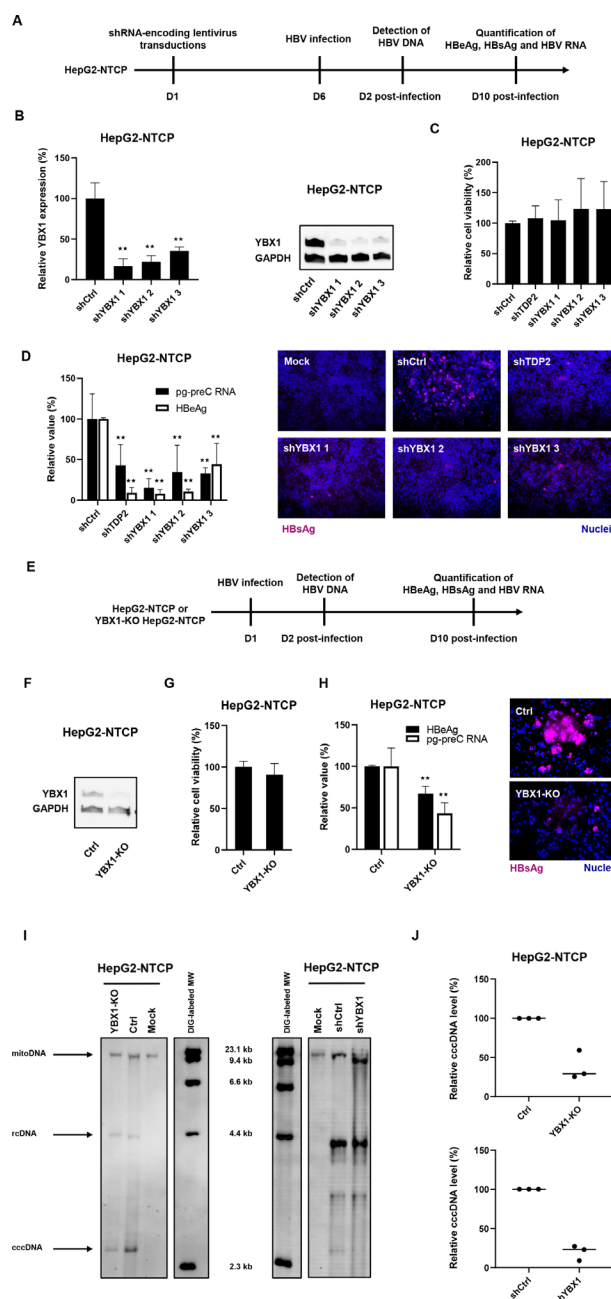 A
shRNA-encoding lentivirus
transductions
HBV infection
Detection of
HBV DNA
Quantification of
HBeAg, HBsAg and HBV RNA
HepG2-NTCP
D1
D6
D2 post-infection
D10 post-infection
B
HepG2-NTCP
Relative YBX1 expression (%)
150
100
50
0
**
**
**
shCtrl
shYBX1 1
shYBX1 2
shYBX1 3
HepG2-NTCP
YBX1
GAPDH
shCtrl
shYBX1 1
shYBX1 2
shYBX1 3
C
HepG2-NTCP
Relative cell viability (%)
200
150
100
50
0
shCtrl
shTDP2
shYBX1 1
shYBX1 2
shYBX1 3
D
HepG2-NTCP
pg-preC RNA
HBeAg
Relative value (%)
150
100
50
0
**
**
**
**
**
**
**
**
shCtrl
shTDP2
shYBX1 1
shYBX1 2
shYBX1 3
Mock
shCtrl
shTDP2
shYBX1 1
shYBX1 2
shYBX1 3
HBsAg
Nuclei
E
HBV infection
Detection of
HBV DNA
Quantification of
HBeAg, HBsAg and HBV RNA
HepG2-NTCP or
YBX1-KO HepG2-NTCP
D1
D2 post-infection
D10 post-infection
F
HepG2-NTCP
YBX1
GAPDH
Ctrl
YBX1-KO
G
HepG2-NTCP
Relative cell viability (%)
150
100
50
0
Ctrl
YBX1-KO
H
HepG2-NTCP
HBeAg
pg-preC RNA
Relative value (%)
150
100
50
0
**
**
Ctrl
YBX1-KO
Ctrl
YBX1-KO
HBsAg
Nucle
I
HepG2-NTCP
YBX1-KO
Ctrl
Mock
DIG-labeled MW
DIG-labeled MW
HepG2-NTCP
Mock
shCtrl
shYBX1
mitoDNA
rcDNA
cccDNA
23.1 kb
9.4 kb
6.6 kb
4.4 kb
2.3 kb
J
HepG2-NTCP
Relative cccDNA level (%)
150
100
50
0
Ctrl
YBX1-KO
Relative cccDNA level (%)
150
100
50
0
shCtrl
shYBX1